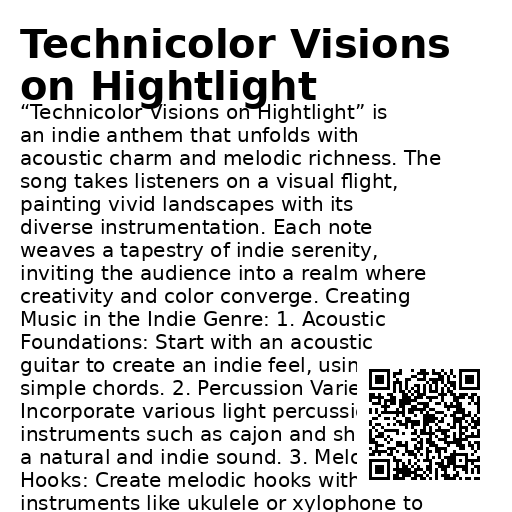 Technicolor Visions
on Hightlight
“Technicolor Visions on Hightlight” is
an indie anthem that unfolds with
acoustic charm and melodic richness. The
song takes listeners on a visual flight,
painting vivid landscapes with its
diverse instrumentation. Each note
weaves a tapestry of indie serenity,
inviting the audience into a realm where
creativity and color converge. Creating
Music in the Indie Genre: 1. Acoustic
Foundations: Start with an acoustic
guitar to create an indie feel, usin
simple chords. 2. Percussion Varie
Incorporate various light percussi
instruments such as cajon and sh
a natural and indie sound. 3. Melo
Hooks: Create melodic hooks with
instruments like ukulele or xylophone to